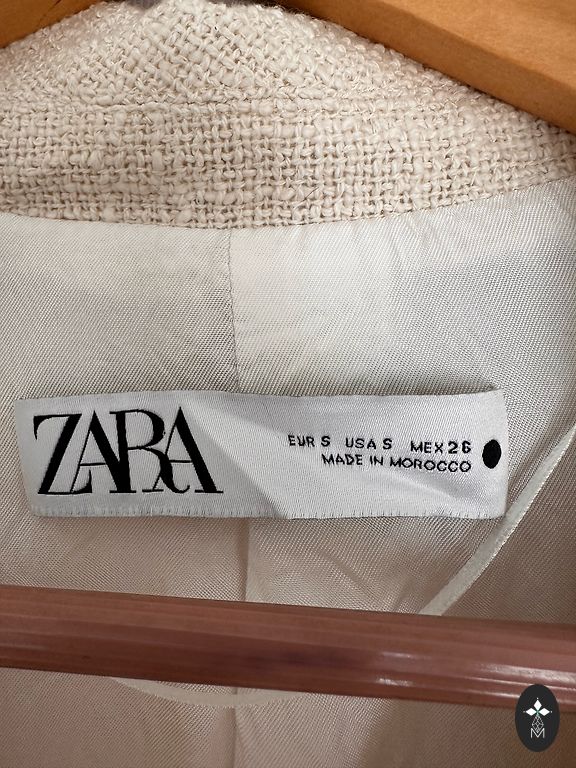 ZARA
EUR S USA S MEX 26
MADE IN MOROCCO
M